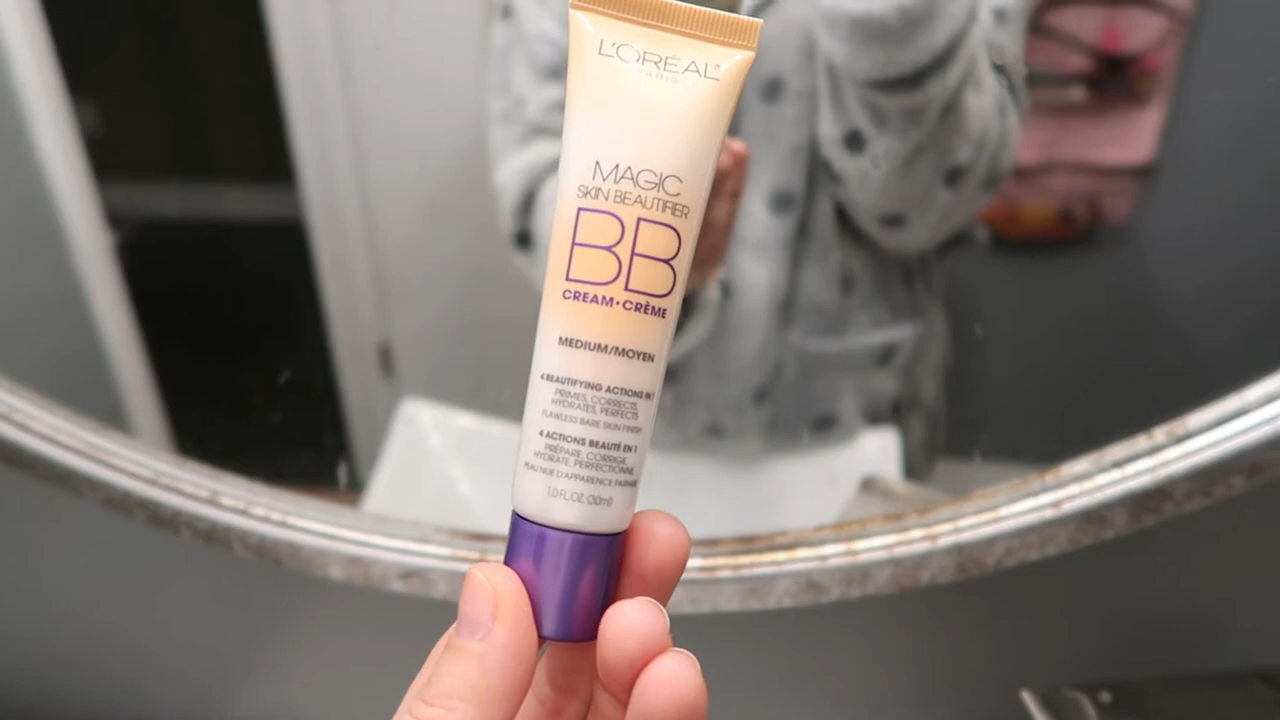 L'ORÉAL
PARIS
MAGIC
SKIN BEAUTIFIER
BB
CREAM•CRÈME
MEDIUM/MOYEN
4 BEAUTIFYING ACTIONS IN 1
PRIMES, CORRECTS,
HYDRATES, PERFECTS
FLAWLESS BARE SKIN FINISH
4 ACTIONS BEAUTÉ EN 1
PRÉPARE, CORRIGE,
HYDRATE, PERFECTIONNE
PEAU NUE D'APPARENCE PARFAITE
1.0 FL.OZ. (30ml)